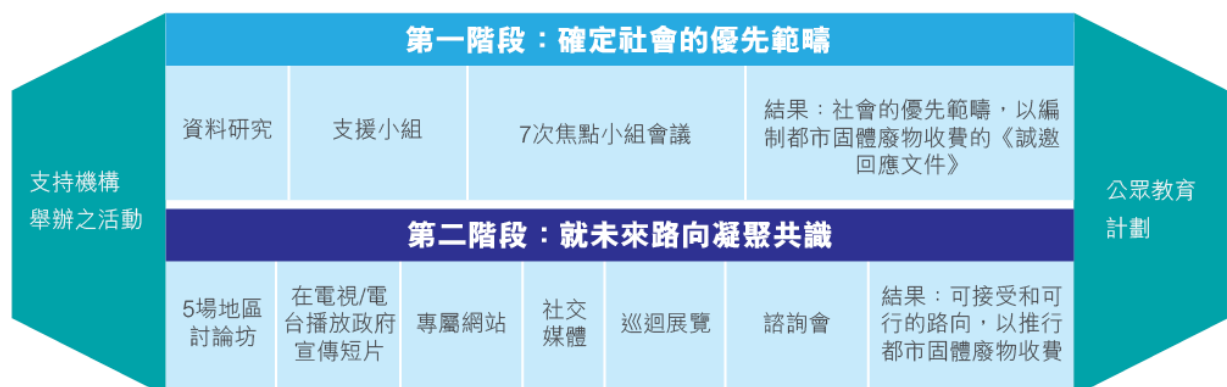 第一階段：確定社會的優先範疇
資料研究
支援小組
7次焦點小組會議
結果：社會的優先範疇，以編
制都市固體廢物收費的《誠邀
回應文件》
支持機構
舉辦之活動
公眾教育
計劃
第二階段：就未來路向凝聚共識
5場地區
討論坊
在電視/電
台播放政府
宣傳短片
專屬網站
社交
媒體
巡迴展覽
諮詢會
結果：可接受和可
行的路向，以推行
都市固體廢物收費